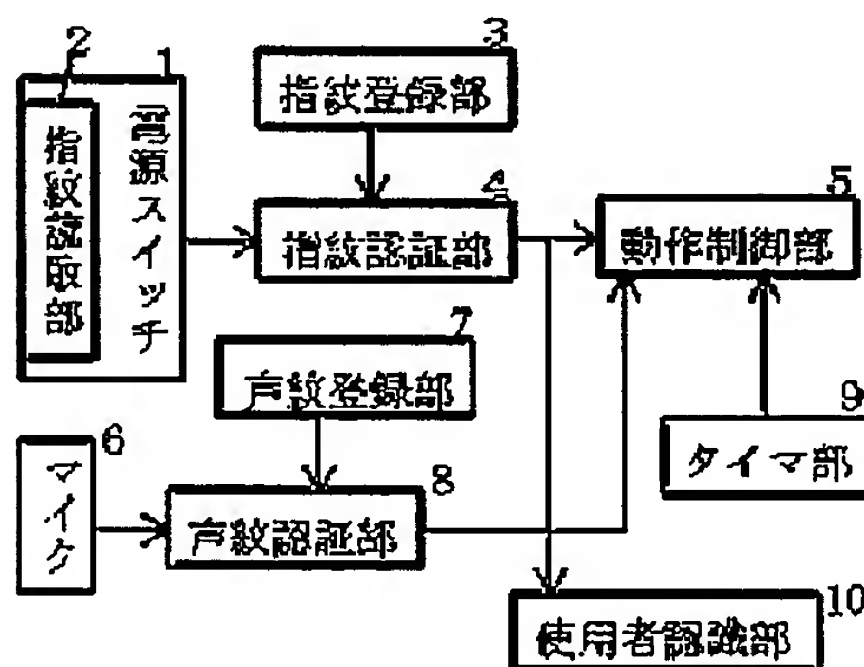 2
1
3
指紋登録部
電源スイッチ
指紋読取部
4
指紋認証部
5
動作制御部
7
声紋登録部
6
マイク
8
声紋認証部
9
タイマ部
10
使用者認識部